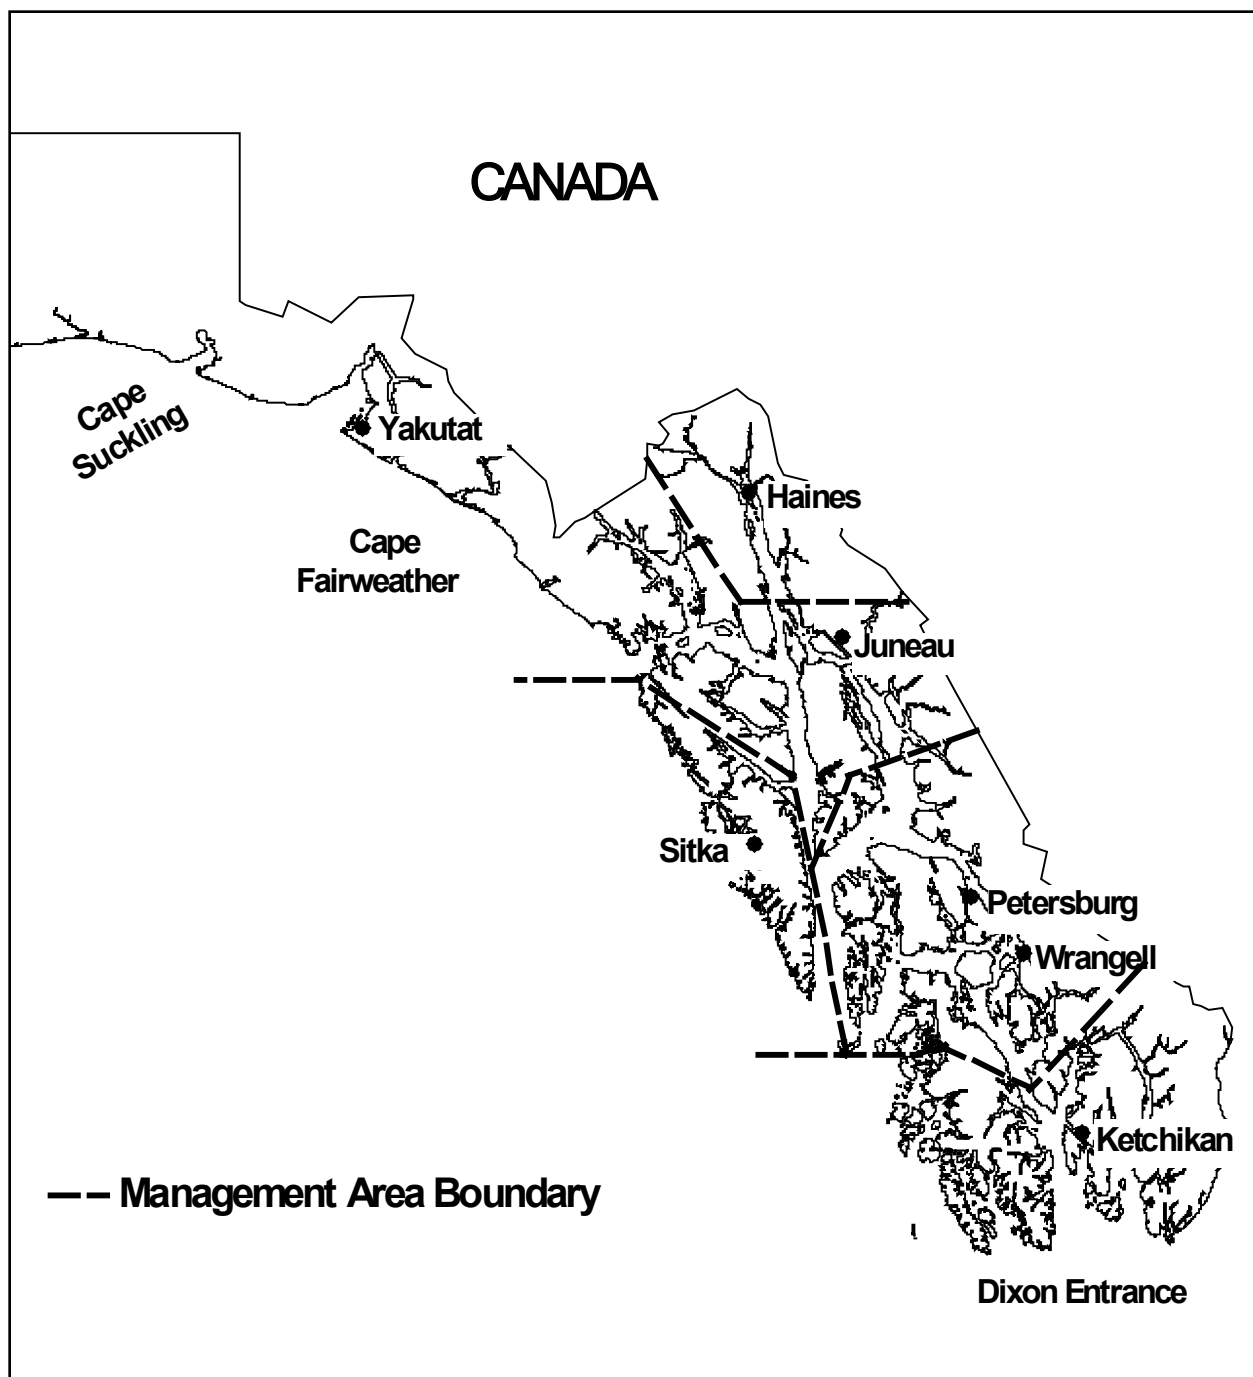 CANADA
Cape
Suckling
Yakutat
Haines
Cape
Fairweather
Juneau
Sitka
Petersburg
Wrangell
Ketchikan
Management Area Boundary
Dixon Entrance